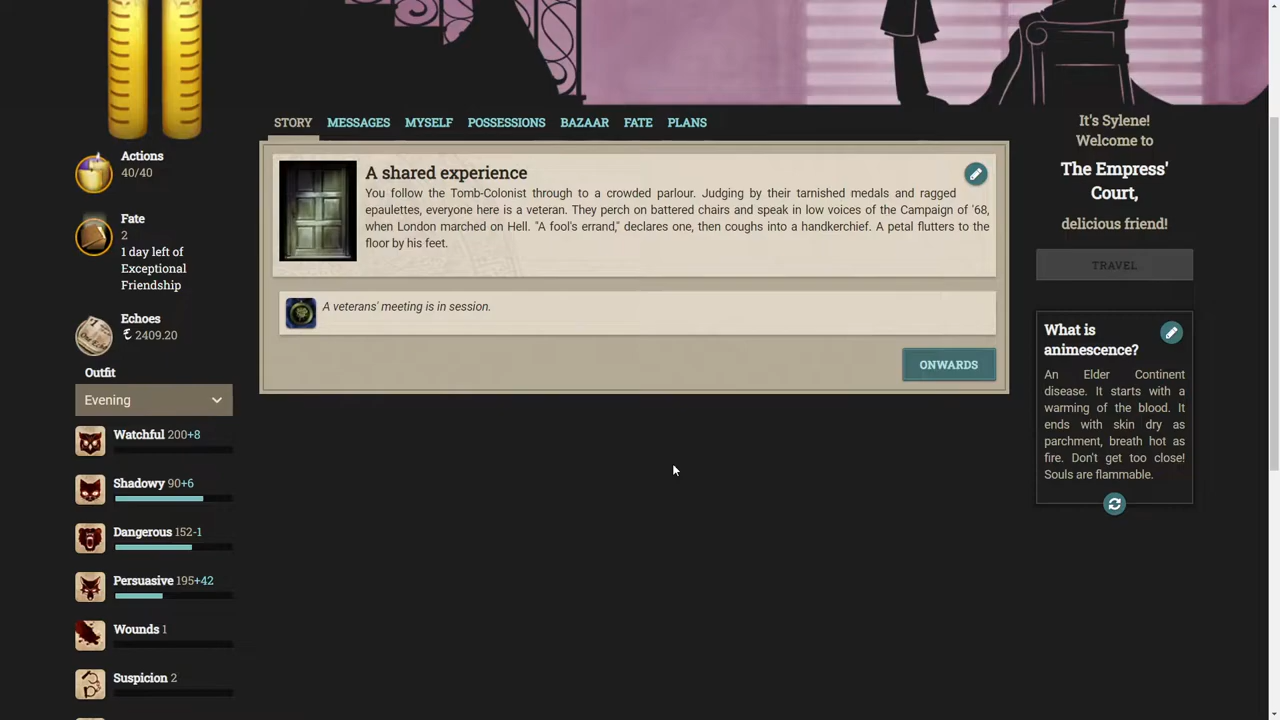 Actions
40/40
Fate
2
1 day left of
Exceptional
Friendship
Echoes
2409.20
Outfit
Evening
Watchful 200+8
Shadowy 90+6
Dangerous 152-1
Persuasive 195+42
Wounds 1
Suspicion 2
STORY MESSAGES MYSELF POSSESSIONS BAZAAR FATE PLANS
A shared experience
You follow the Tomb-Colonist through to a crowded parlour. Judging by their tarnished medals and ragged
epaulettes, everyone here is a veteran. They perch on battered chairs and speak in low voices of the Campaign of '68,
when London marched on Hell. "A fool's errand," declares one, then coughs into a handkerchief. A petal flutters to the
floor by his feet.
A veterans' meeting is in session.
ONWARDS
It's Sylene!
Welcome to
The Empress'
Court,
delicious friend!
TRAVEL
What is
animescence?
An Elder Continent
disease. It starts with a
warming of the blood. It
ends with skin dry as
parchment, breath hot as
fire. Don't get too close!
Souls are flammable.